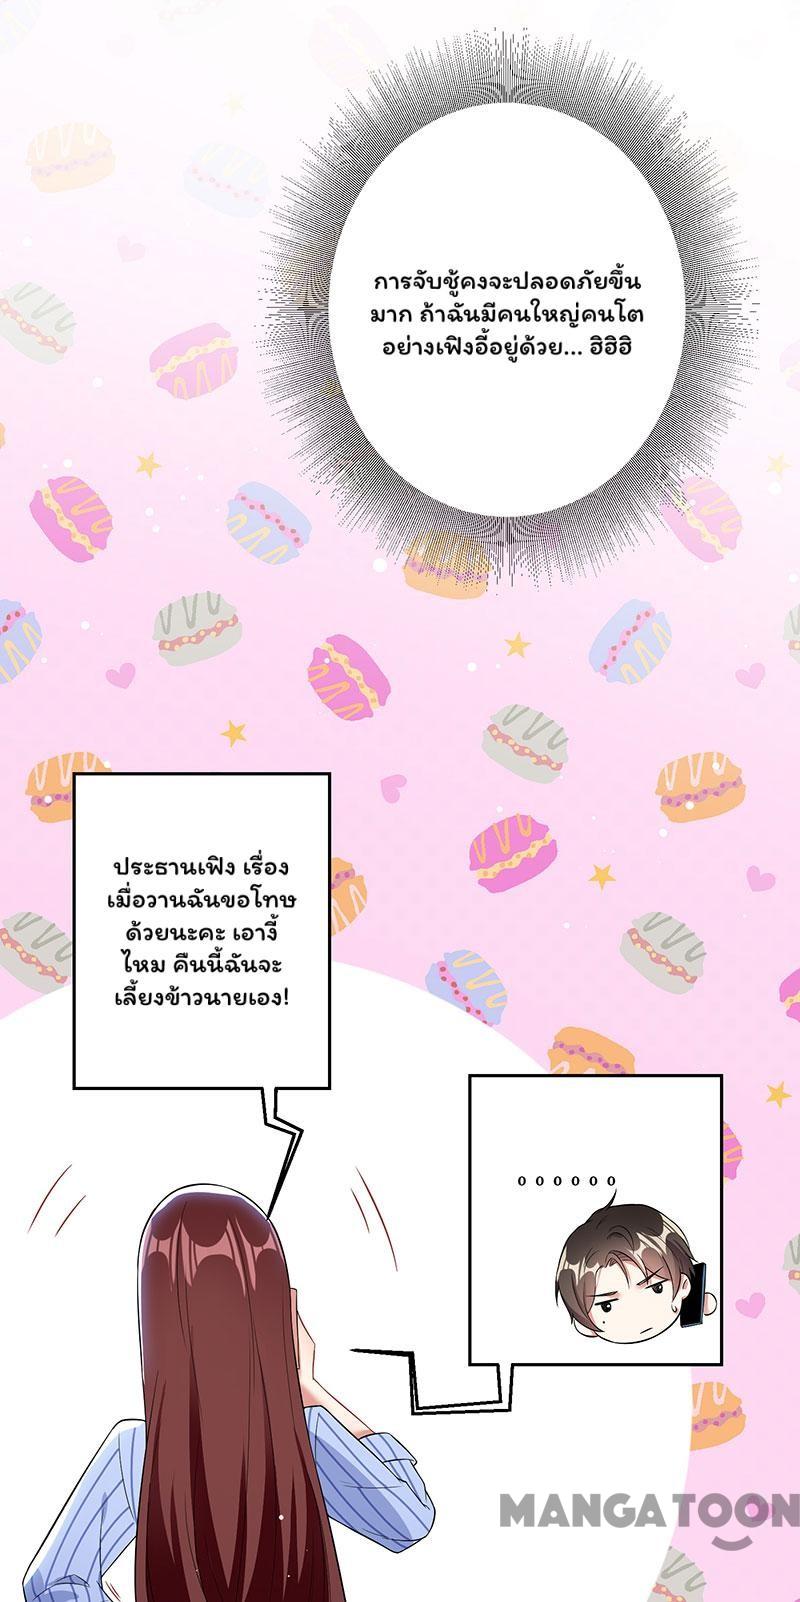 การจับชู้คงจะปลอดภัยขึ้น
มาก ถ้าฉันมีคนใหญ่คนโต
อย่างเฟิงอี้อยู่ด้วย... ฮิฮิฮิ
ประธานเฟิง เรื่อง
เมื่อวานฉันขอโทษ
ด้วยนะคะ เอางี้
ไหม คืนนี้ฉันจะ
เลี้ยงข้าวนายเอง!
∘ ∘ ∘ ∘ ∘ ∘
MANGATOON